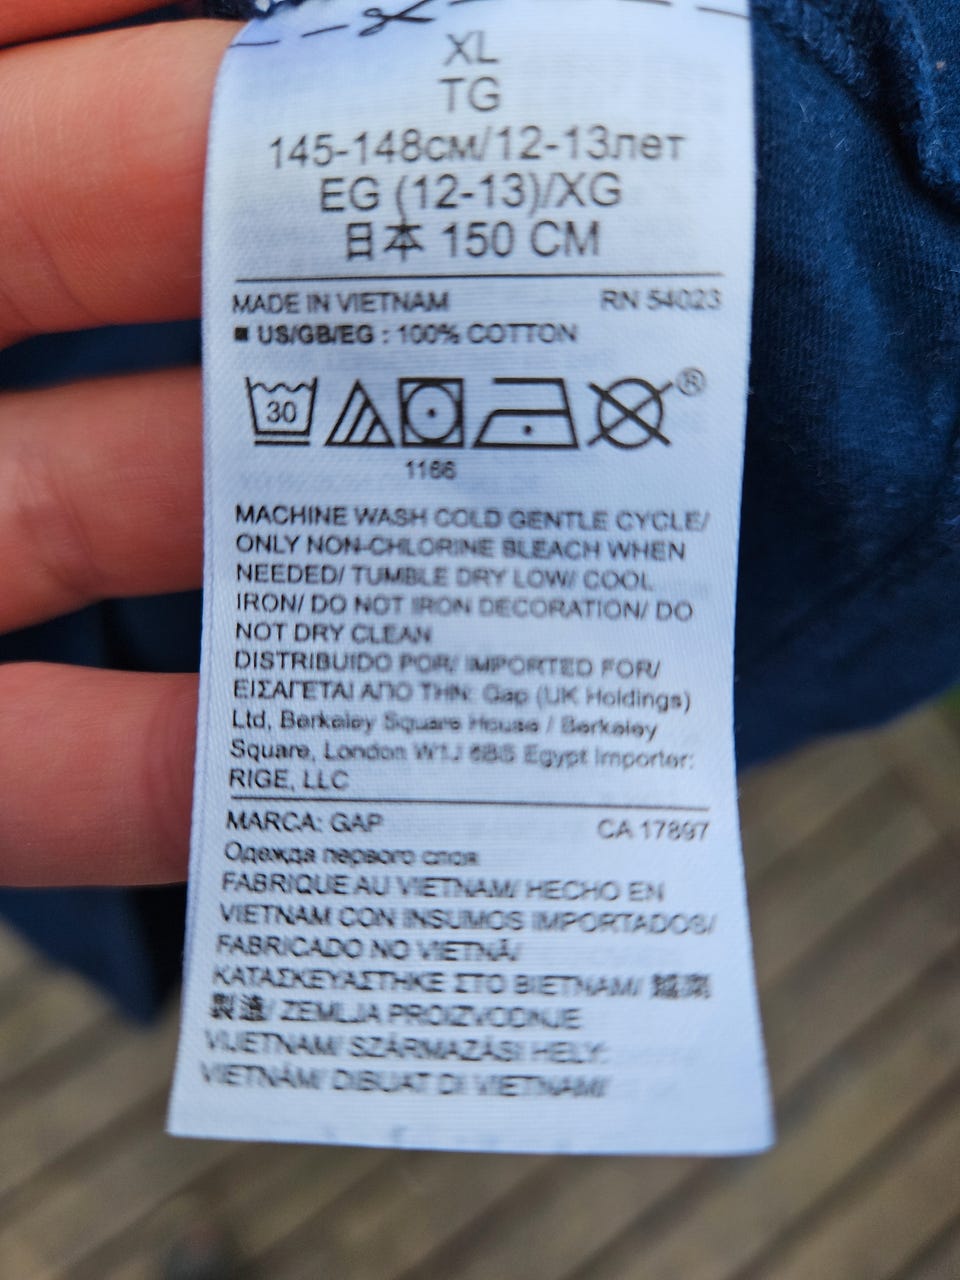 XL
TG
145-148см/12-13лет
EG (12-13)/XG
日本 150 CM
MADE IN VIETNAM RN 54023
■ US/GB/EG : 100% COTTON
30
®
1166
MACHINE WASH COLD GENTLE CYCLE/
ONLY NON-CHLORINE BLEACH WHEN
NEEDED/ TUMBLE DRY LOW/ COOL
IRON/ DO NOT IRON DECORATION/ DO
NOT DRY CLEAN
DISTRIBUIDO POR/ IMPORTED FOR/
ΕΙΣΑΓΕΤΑΙ ΑΠΟ ΤΗΝ: Gap (UK Holdings)
Ltd, Berkeley Square House / Berkeley
Square, London W1J 6BS Egypt Importer:
RIGE, LLC
MARCA: GAP CA 17897
Одежда первого слоя
FABRIQUE AU VIETNAM/ HECHO EN
VIETNAM CON INSUMOS IMPORTADOS/
FABRICADO NO VIETNÃ/
ΚΑΤΑΣΚΕΥΑΣΤΗΚΕ ΣΤΟ ΒΙΕΤΝΑΜ/ 越南
製造/ ZEMLJA PROIZVODNJE
VIJETNAM/ SZÁRMAZÁSI HELY:
VIETNÁM/ DIBUAT DI VIETNAM/